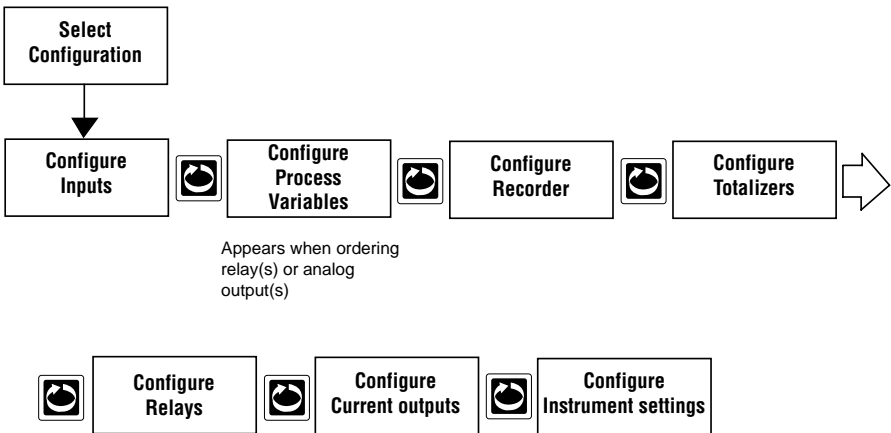 Select
Configuration
Configure
Inputs
Configure
Process
Variables
Configure
Recorder
Configure
Totalizers
Appears when ordering
relay(s) or analog
output(s)
Configure
Relays
Configure
Current outputs
Configure
Instrument settings